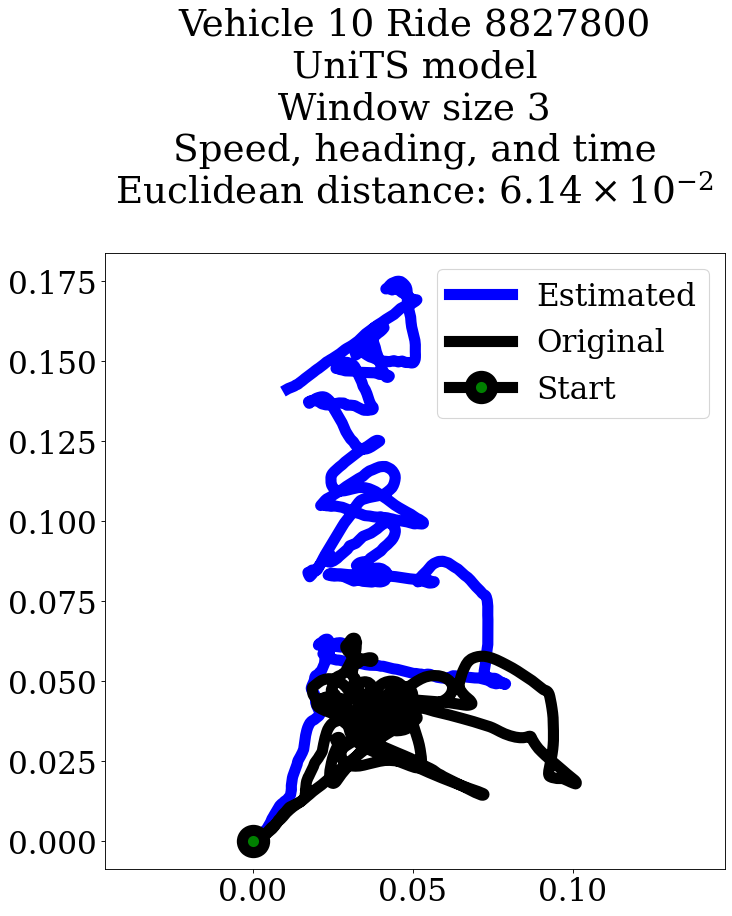 Vehicle 10 Ride 8827800
UniTS model
Window size 3
Speed, heading, and time
Euclidean distance: 6.14 × 10⁻²
0.175
0.150
0.125
0.100
0.075
0.050
0.025
0.000
Estimated
Original
Start
0.00 0.05 0.10